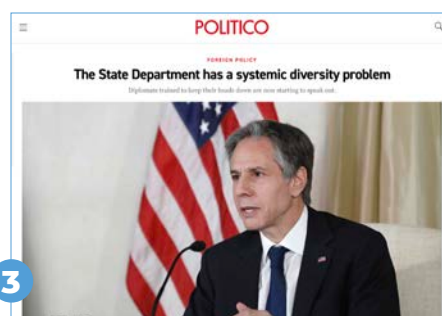 POLITICO
FOREIGN POLICY
The State Department has a systemic diversity problem
Diplomats trained to keep their heads down are now starting to speak out.
3